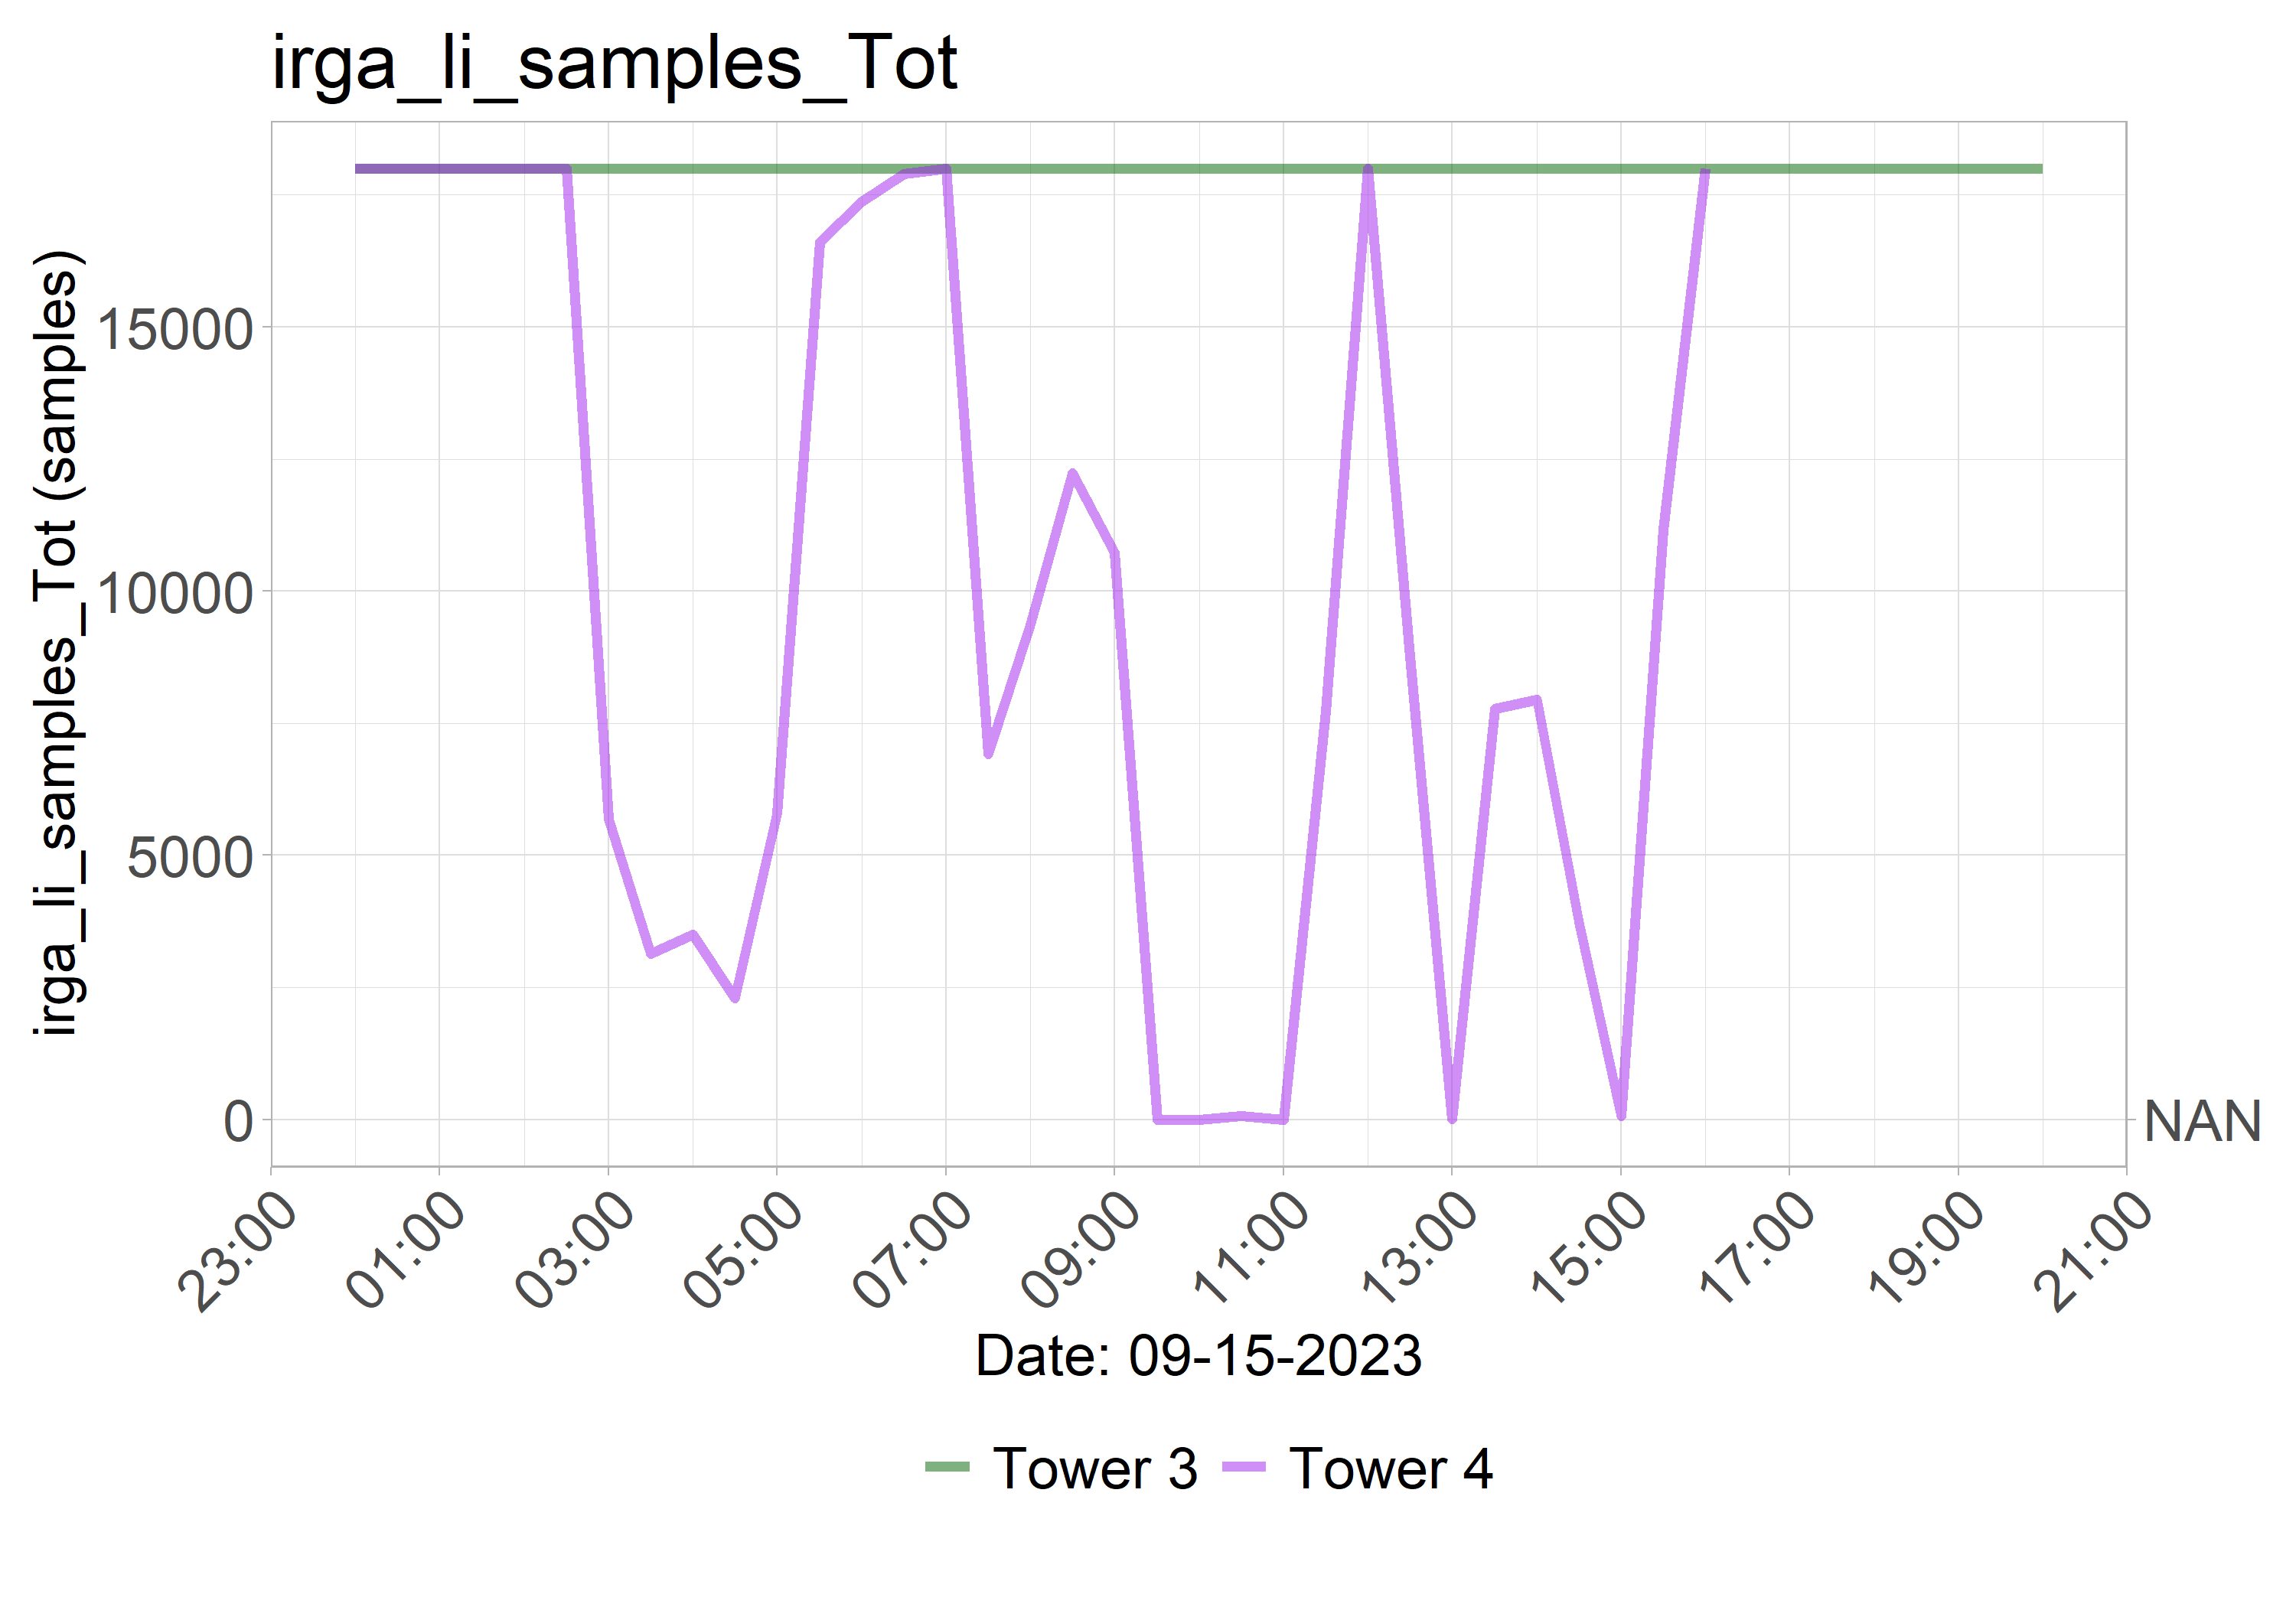 irga_li_samples_Tot
irga_li_samples_Tot (samples)
15000
10000
5000
0
NAN
23:00 01:00 03:00 05:00 07:00 09:00 11:00 13:00 15:00 17:00 19:00 21:00
Date: 09-15-2023
Tower 3 Tower 4